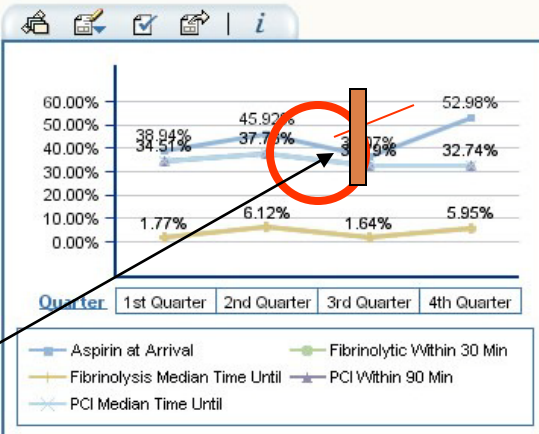 i
60.00%
50.00%
40.00%
30.00%
20.00%
10.00%
0.00%
38.94% 45.92% 52.98%
34.51% 32.74%
1.77% 6.12% 1.64% 5.95%
Quarter 1st Quarter 2nd Quarter 3rd Quarter 4th Quarter
Aspirin at Arrival Fibrinolytic Within 30 Min
Fibrinolysis Median Time Until PCI Within 90 Min
PCI Median Time Until